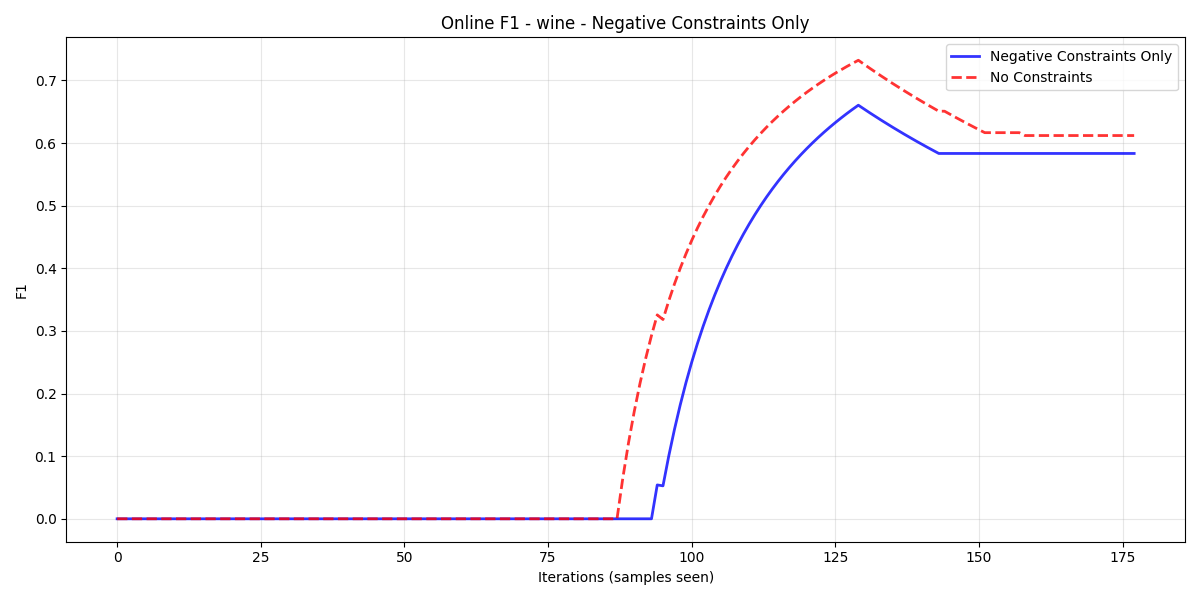 Online F1 - wine - Negative Constraints Only
Negative Constraints Only
No Constraints
F1
0.7
0.6
0.5
0.4
0.3
0.2
0.1
0.0
0 25 50 75 100 125 150 175
Iterations (samples seen)